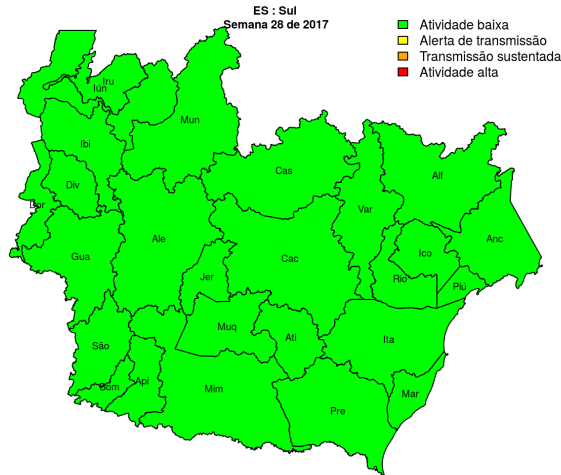 ES : Sul
Semana 28 de 2017
Atividade baixa
Alerta de transmissão
Transmissão sustentada
Atividade alta
Iru
Iún
Mun
Ibi
Cas
Alf
Div
Dor
Var
Ale
Anc
Ico
Gua
Cac
Jer
Rio
Piú
Muq
Ati
Ita
São
Api
Bom
Mim
Mar
Pre